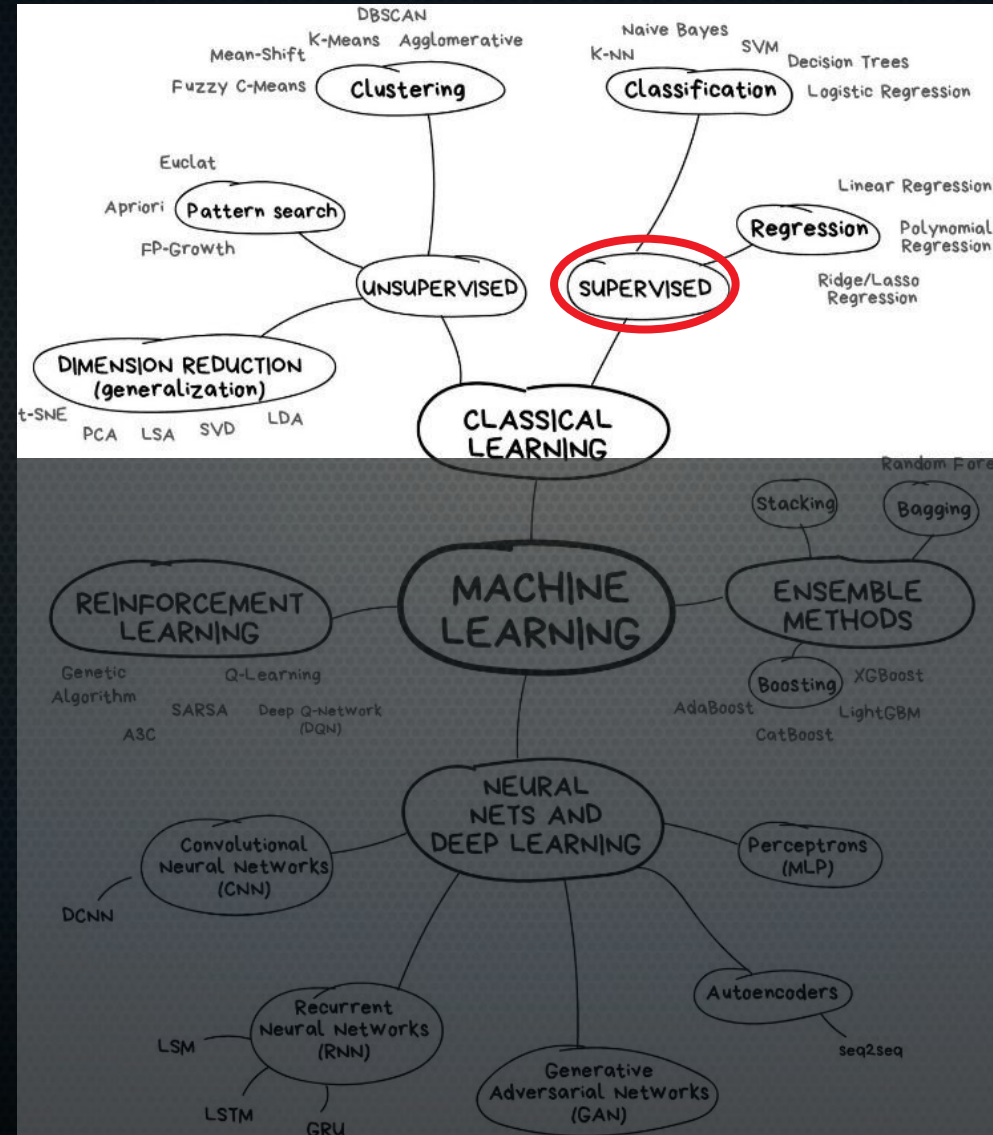 DBSCAN
K-Means
Agglomerative
Mean-Shift
Fuzzy C-Means
Clustering
Naive Bayes
K-NN
SVM
Decision Trees
Classification
Logistic Regression
Euclat
Apriori
Pattern search
FP-Growth
Linear Regression
Regression
Polynomial
Regression
Ridge/Lasso
Regression
UNSUPERVISED
SUPERVISED
DIMENSION REDUCTION
(generalization)
t-SNE
PCA
LSA
SVD
LDA
CLASSICAL
LEARNING
Random Fore
Stacking
Bagging
MACHINE
LEARNING
REINFORCEMENT
LEARNING
Genetic
Algorithm
Q-Learning
SARSA
Deep Q-Network
(DQN)
A3C
ENSEMBLE
METHODS
Boosting
XGBoost
AdaBoost
LightGBM
CatBoost
NEURAL
NETS AND
DEEP LEARNING
Convolutional
Neural Networks
(CNN)
DCNN
Perceptrons
(MLP)
Recurrent
Neural Networks
(RNN)
LSM
LSTM
GRU
Autoencoders
seq2seq
Generative
Adversarial Networks
(GAN)